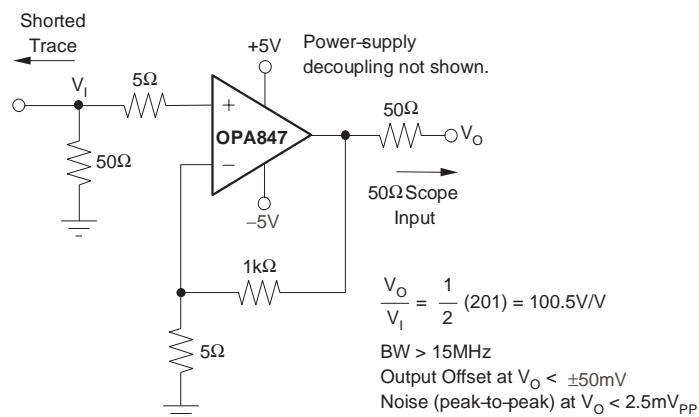 Shorted
Trace
+5V
Power-supply
decoupling not shown.
V_I
5Ω
+
OPA847
50Ω
V_O
50Ω
−
−5V
50Ω Scope
Input
1kΩ
5Ω
V_O/V_I = 1/2 (201) = 100.5V/V
BW > 15MHz
Output Offset at V_O < ±50mV
Noise (peak-to-peak) at V_O < 2.5mV_PP